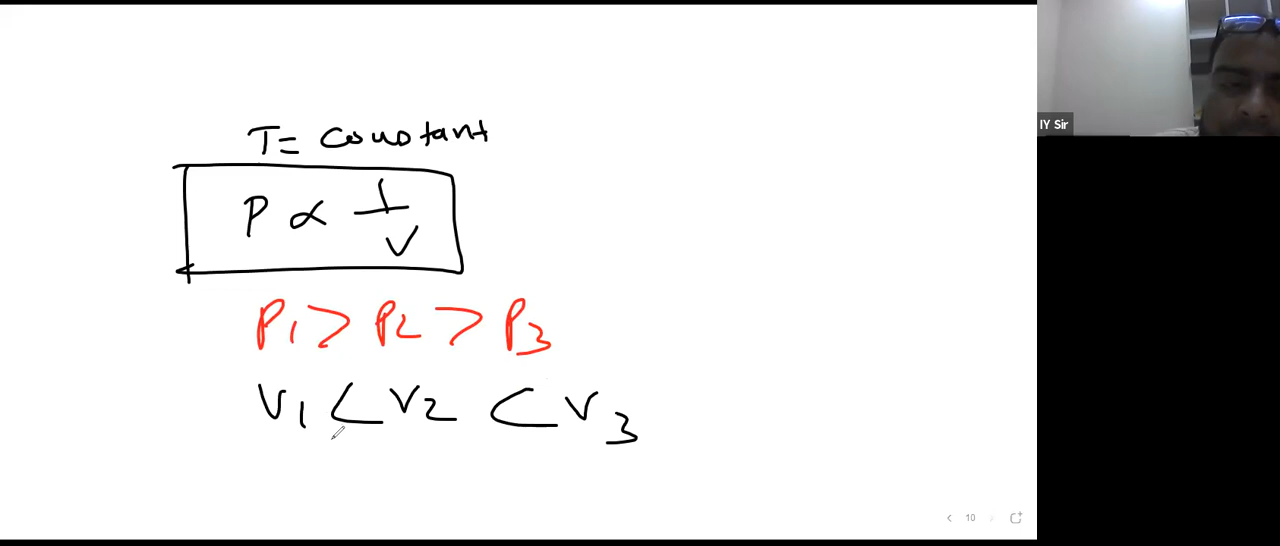 T= constant
P ∝ 1/V
P1 > P2 > P3
V1 < V2 < V3
IY Sir
10